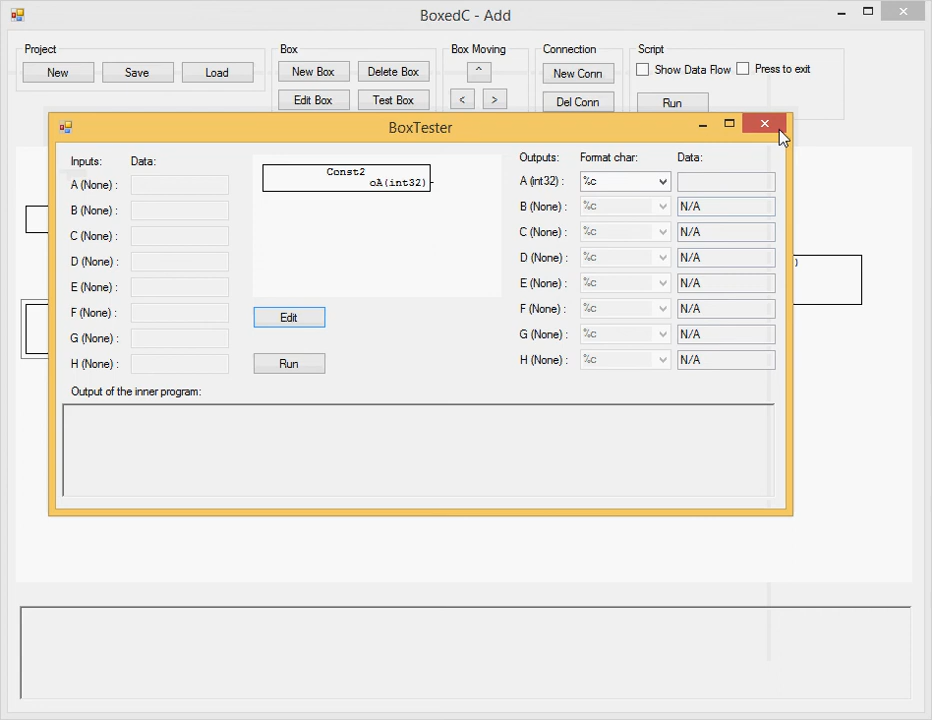 BoxedC - Add
Project
Box
Box Moving
Connection
Script
New
Save
Load
New Box
Delete Box
^
New Conn
Show Data Flow
Press to exit
Edit Box
Test Box
<
>
Del Conn
Run
BoxTester
Inputs:
Data:
Outputs:
Format char:
Data:
A (None) :
B (None) :
C (None) :
D (None) :
E (None) :
F (None) :
G (None) :
H (None) :
Const2
oA(int32)
Edit
Run
A (int32) :
%c
B (None) :
%c
N/A
C (None) :
%c
N/A
D (None) :
%c
N/A
E (None) :
%c
N/A
F (None) :
%c
N/A
G (None) :
%c
N/A
H (None) :
%c
N/A
)
Output of the inner program: